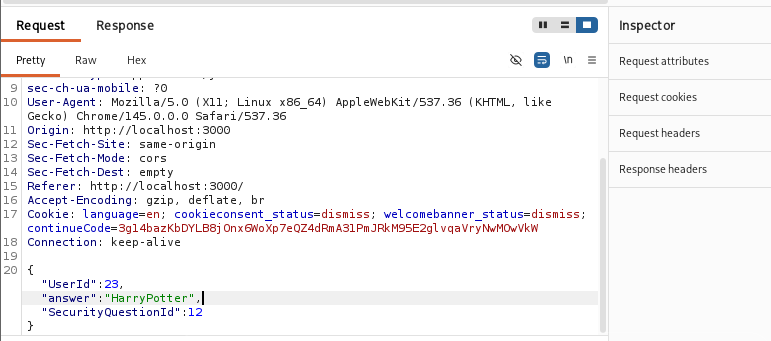 Request Response
Inspector
Pretty Raw Hex
\n
Request attributes
Request cookies
Request headers
Response headers
9 sec-ch-ua-mobile: ?0
10 User-Agent: Mozilla/5.0 (X11; Linux x86_64) AppleWebKit/537.36 (KHTML, like
Gecko) Chrome/145.0.0.0 Safari/537.36
11 Origin: http://localhost:3000
12 Sec-Fetch-Site: same-origin
13 Sec-Fetch-Mode: cors
14 Sec-Fetch-Dest: empty
15 Referer: http://localhost:3000/
16 Accept-Encoding: gzip, deflate, br
17 Cookie: language=en; cookieconsent_status=dismiss; welcomebanner_status=dismiss;
continueCode=3g14bazKbDYLB8jOnx6WoXp7eQZ4dRmA31PmJRkM95E2glvqaVryNwMOwVkW
18 Connection: keep-alive
19
20 {
"UserId":23,
"answer":"HarryPotter",
"SecurityQuestionId":12
}